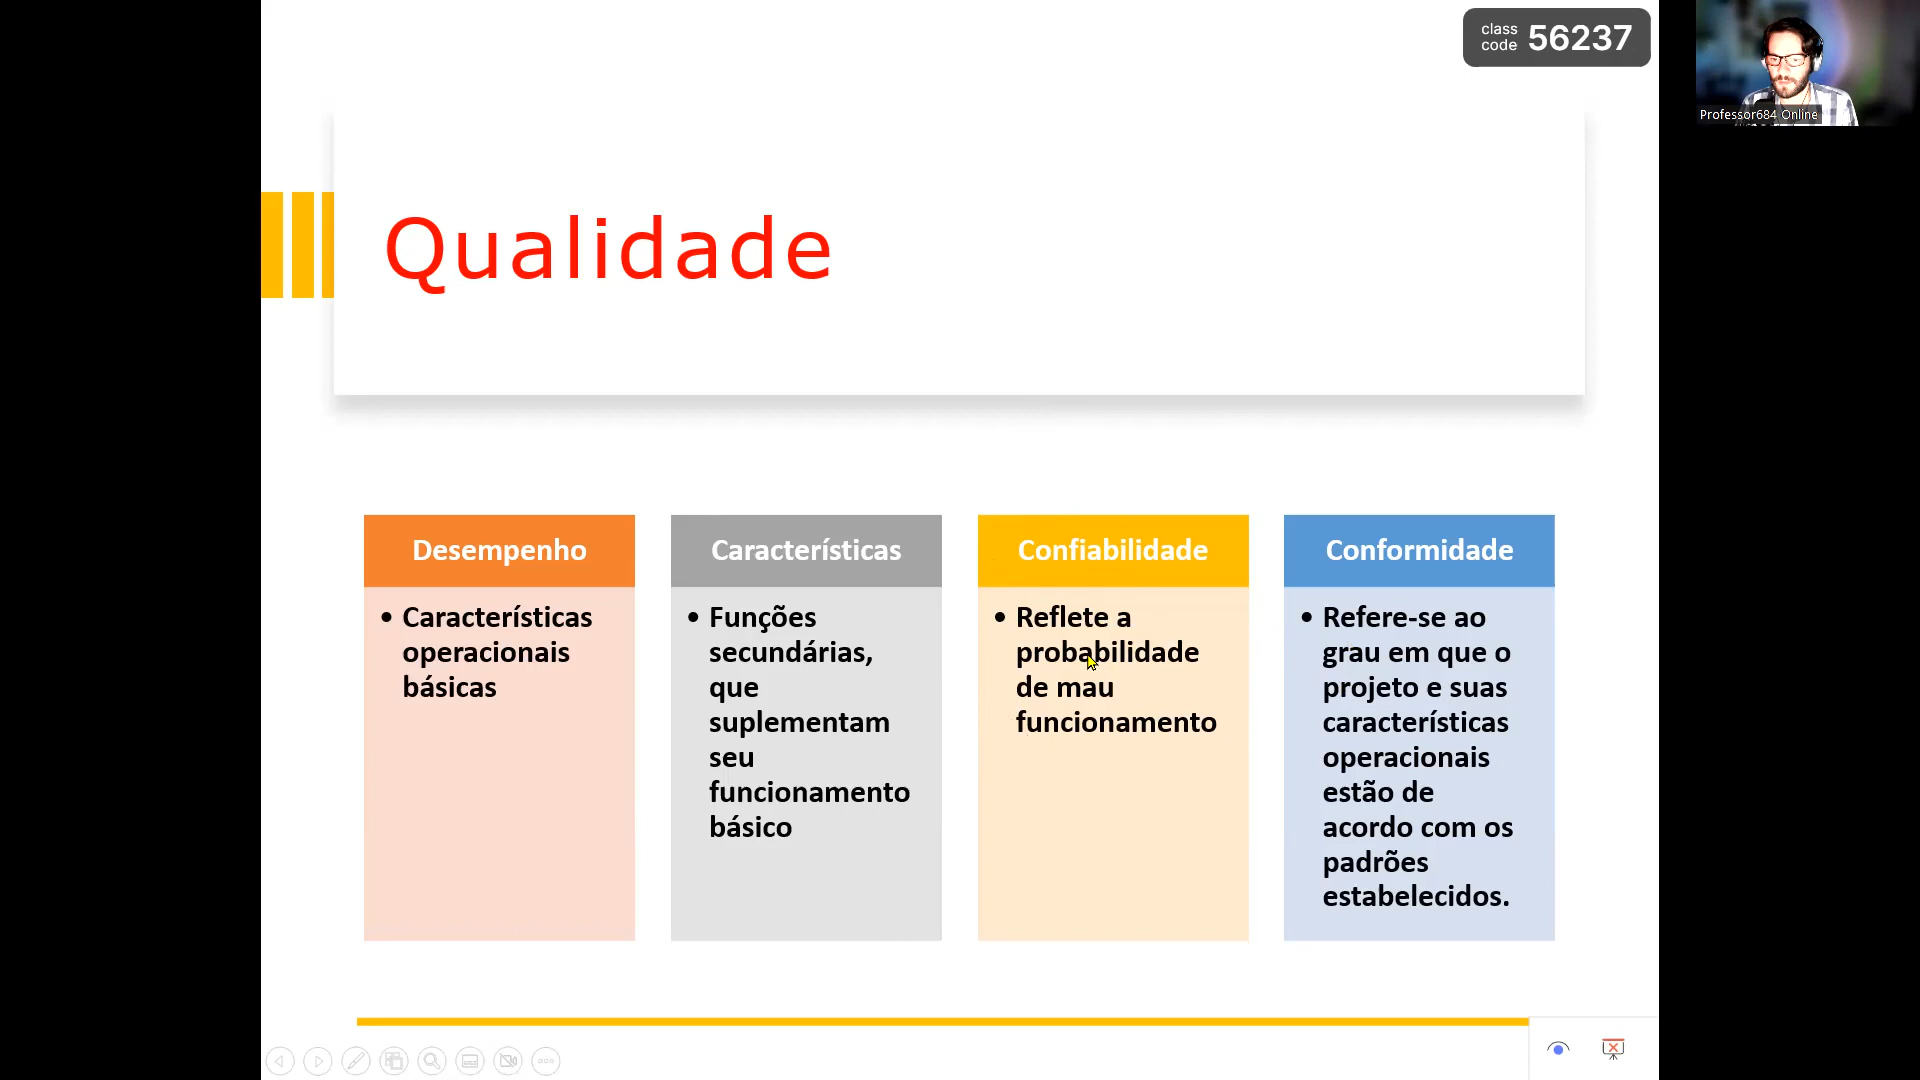 class
code 56237
Professor684 Online
Qualidade
Desempenho
• Características
operacionais
básicas
Características
• Funções
secundárias,
que
suplementam
seu
funcionamento
básico
Confiabilidade
• Reflete a
probabilidade
de mau
funcionamento
Conformidade
• Refere-se ao
grau em que o
projeto e suas
características
operacionais
estão de
acordo com os
padrões
estabelecidos.